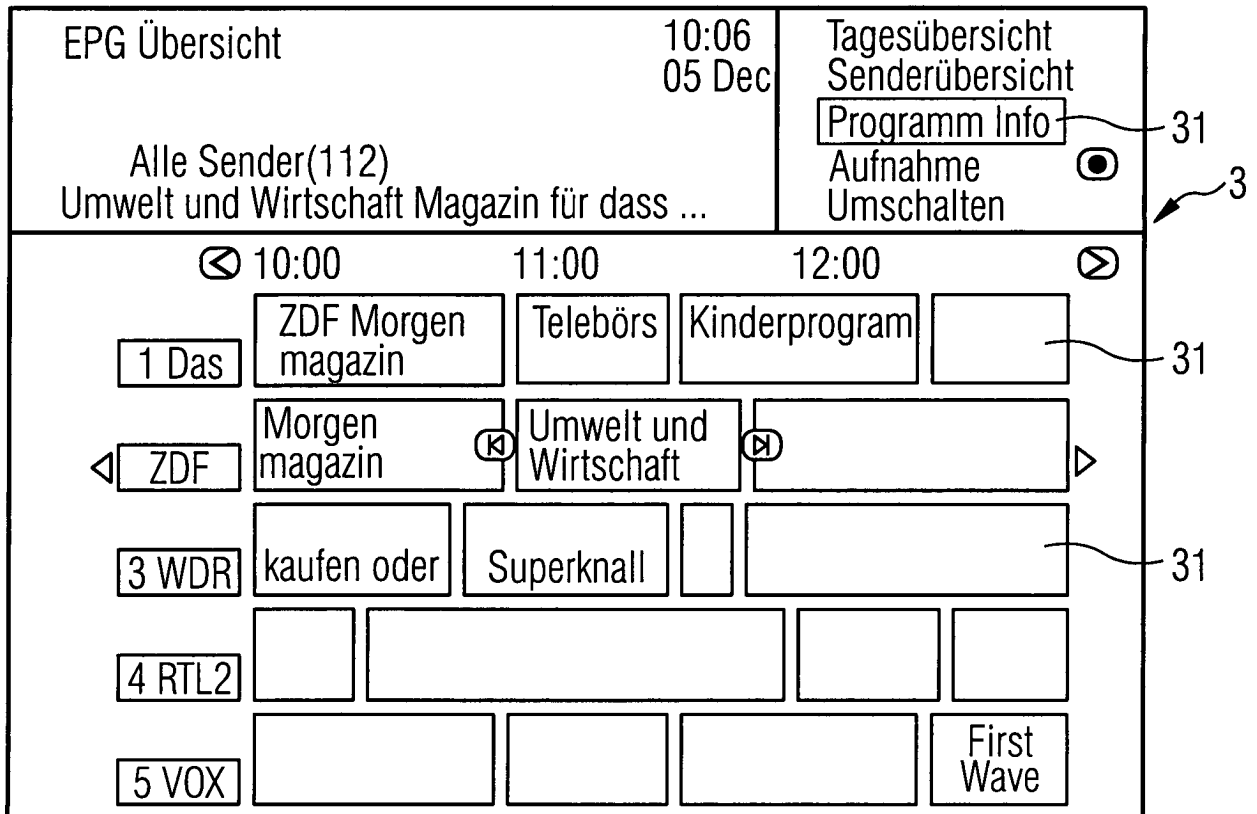 EPG Übersicht
10:06
05 Dec
Alle Sender(112)
Umwelt und Wirtschaft Magazin für dass ...
Tagesübersicht
Senderübersicht
Programm Info
Aufnahme
Umschalten
31
3
10:00 11:00 12:00
1 Das
ZDF Morgen
magazin
Telebörs
Kinderprogram
31
ZDF
Morgen
magazin
Umwelt und
Wirtschaft
3 WDR
kaufen oder
Superknall
31
4 RTL2
5 VOX
First
Wave